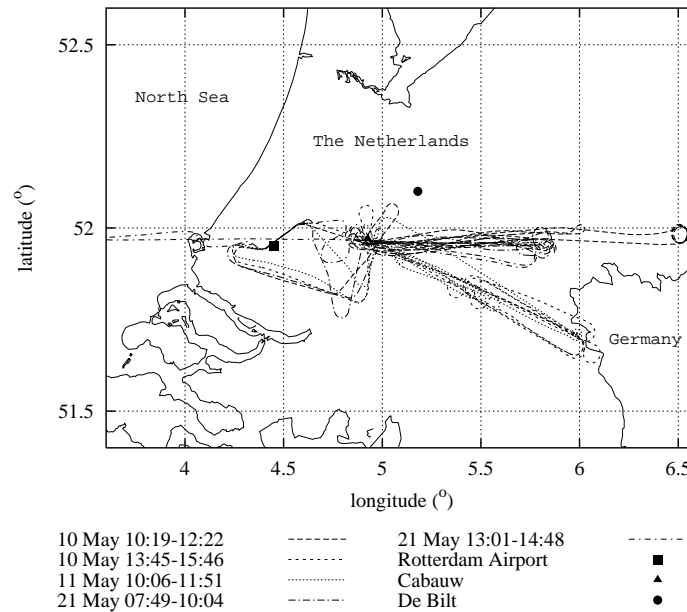 52.5
North Sea
The Netherlands
52
latitude (°)
Germany
51.5
4 4.5 5 5.5 6 6.5
longitude (°)
10 May 10:19-12:22 21 May 13:01-14:48
10 May 13:45-15:46 Rotterdam Airport
11 May 10:06-11:51 Cabauw
21 May 07:49-10:04 De Bilt